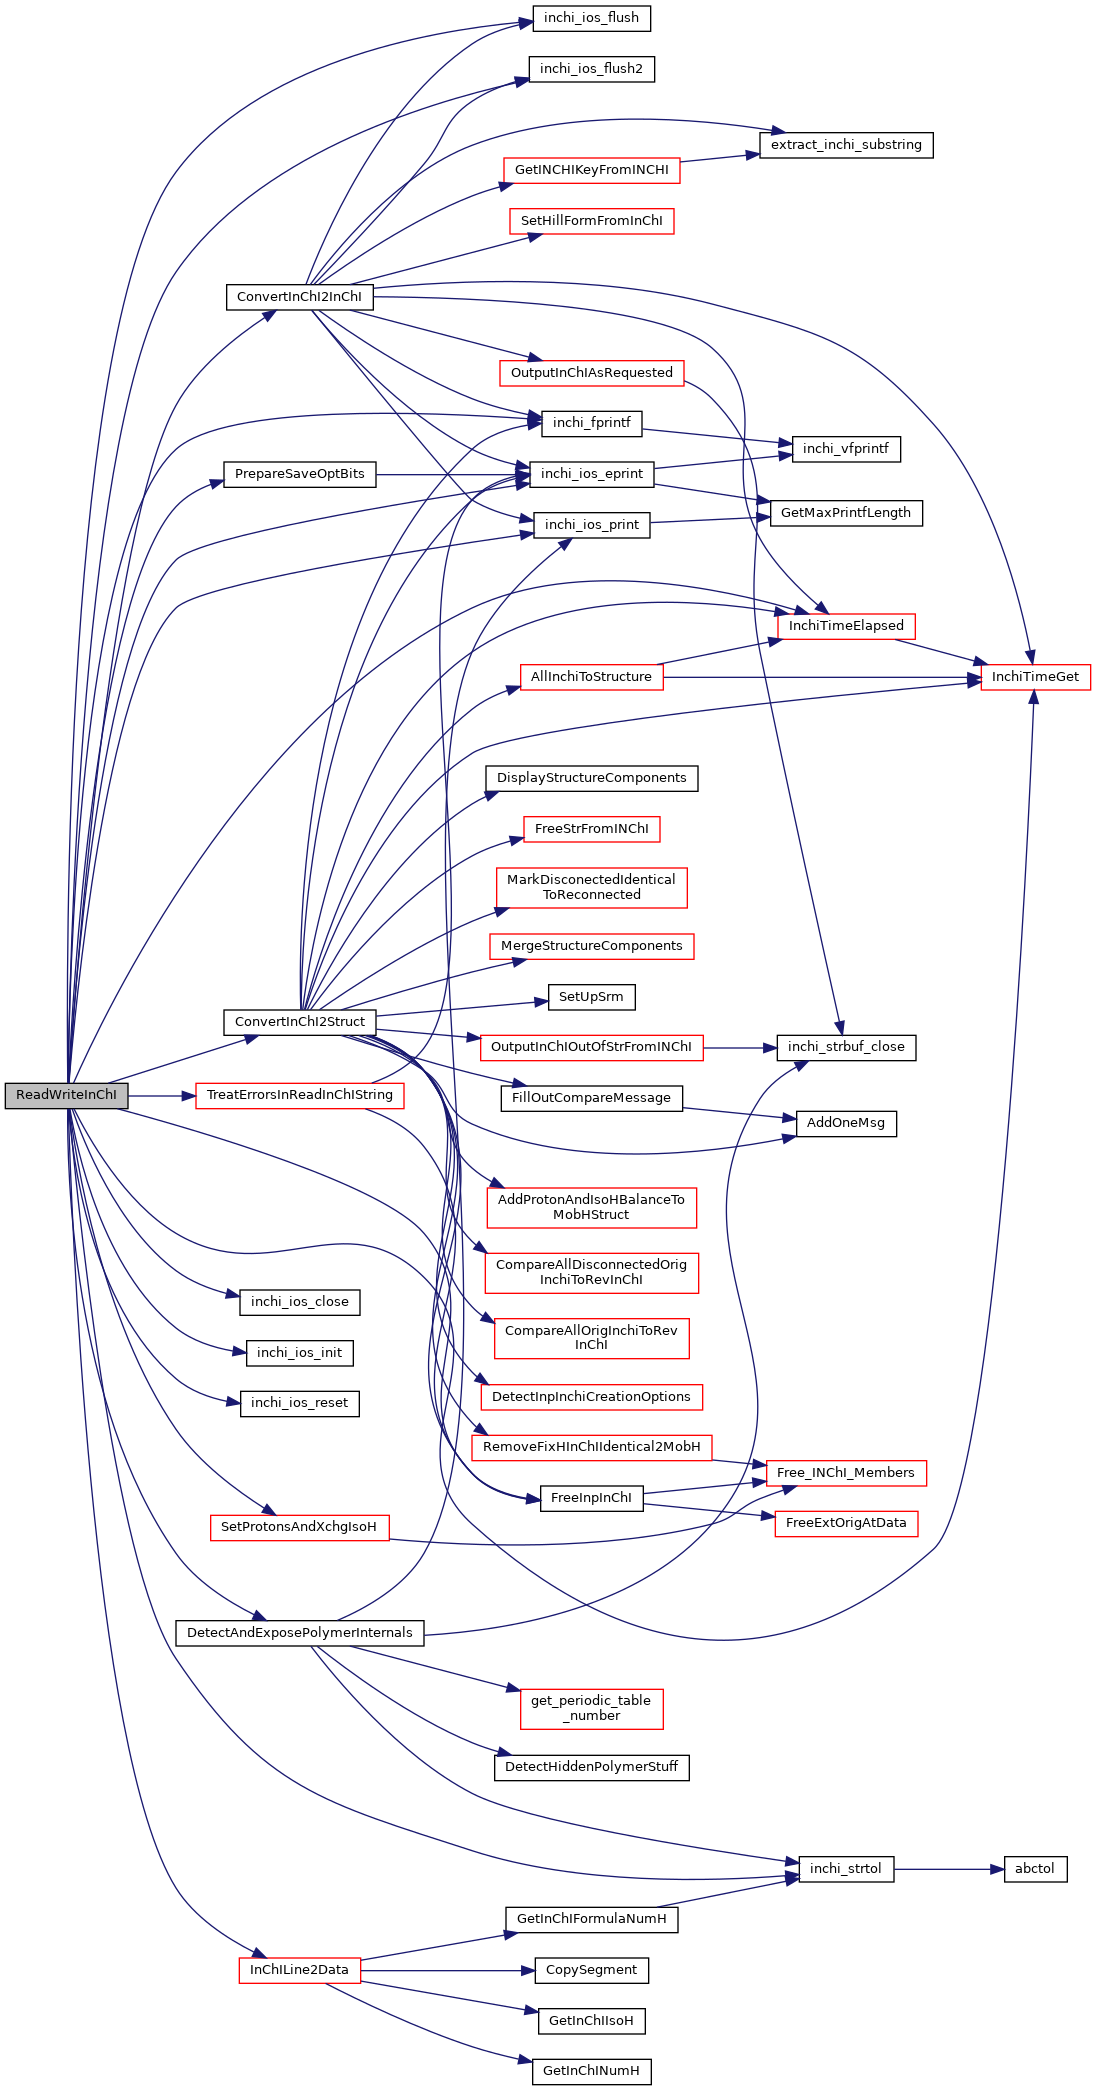 inchi_ios_flush
inchi_ios_flush2
extract_inchi_substring
GetINCHIKeyFromINCHI
SetHillFormFromInChI
ConvertInChI2InChI
OutputInChIAsRequested
inchi_fprintf
inchi_vfprintf
PrepareSaveOptBits
inchi_ios_eprint
GetMaxPrintfLength
inchi_ios_print
InchiTimeElapsed
AllInchiToStructure
InchiTimeGet
DisplayStructureComponents
FreeStrFromINChI
MarkDisconectedIdentical
ToReconnected
MergeStructureComponents
SetUpSrm
ConvertInChI2Struct
OutputInChIOutOfStrFromINChI
inchi_strbuf_close
ReadWriteInChI
TreatErrorsInReadInChIString
FillOutCompareMessage
AddOneMsg
AddProtonAndIsoHBalanceTo
MobHStruct
CompareAllDisconnectedOrig
InchiToRevInChI
inchi_ios_close
CompareAllOrigInchiToRev
InChI
inchi_ios_init
DetectInpInchiCreationOptions
inchi_ios_reset
RemoveFixHInChIIdentical2MobH
Free_INChI_Members
FreeInpInChI
FreeExtOrigAtData
SetProtonsAndXchgIsoH
DetectAndExposePolymerInternals
get_periodic_table
_number
DetectHiddenPolymerStuff
inchi_strtol
abctol
GetInChIFormulaNumH
InChILine2Data
CopySegment
GetInChIIsoH
GetInChINumH